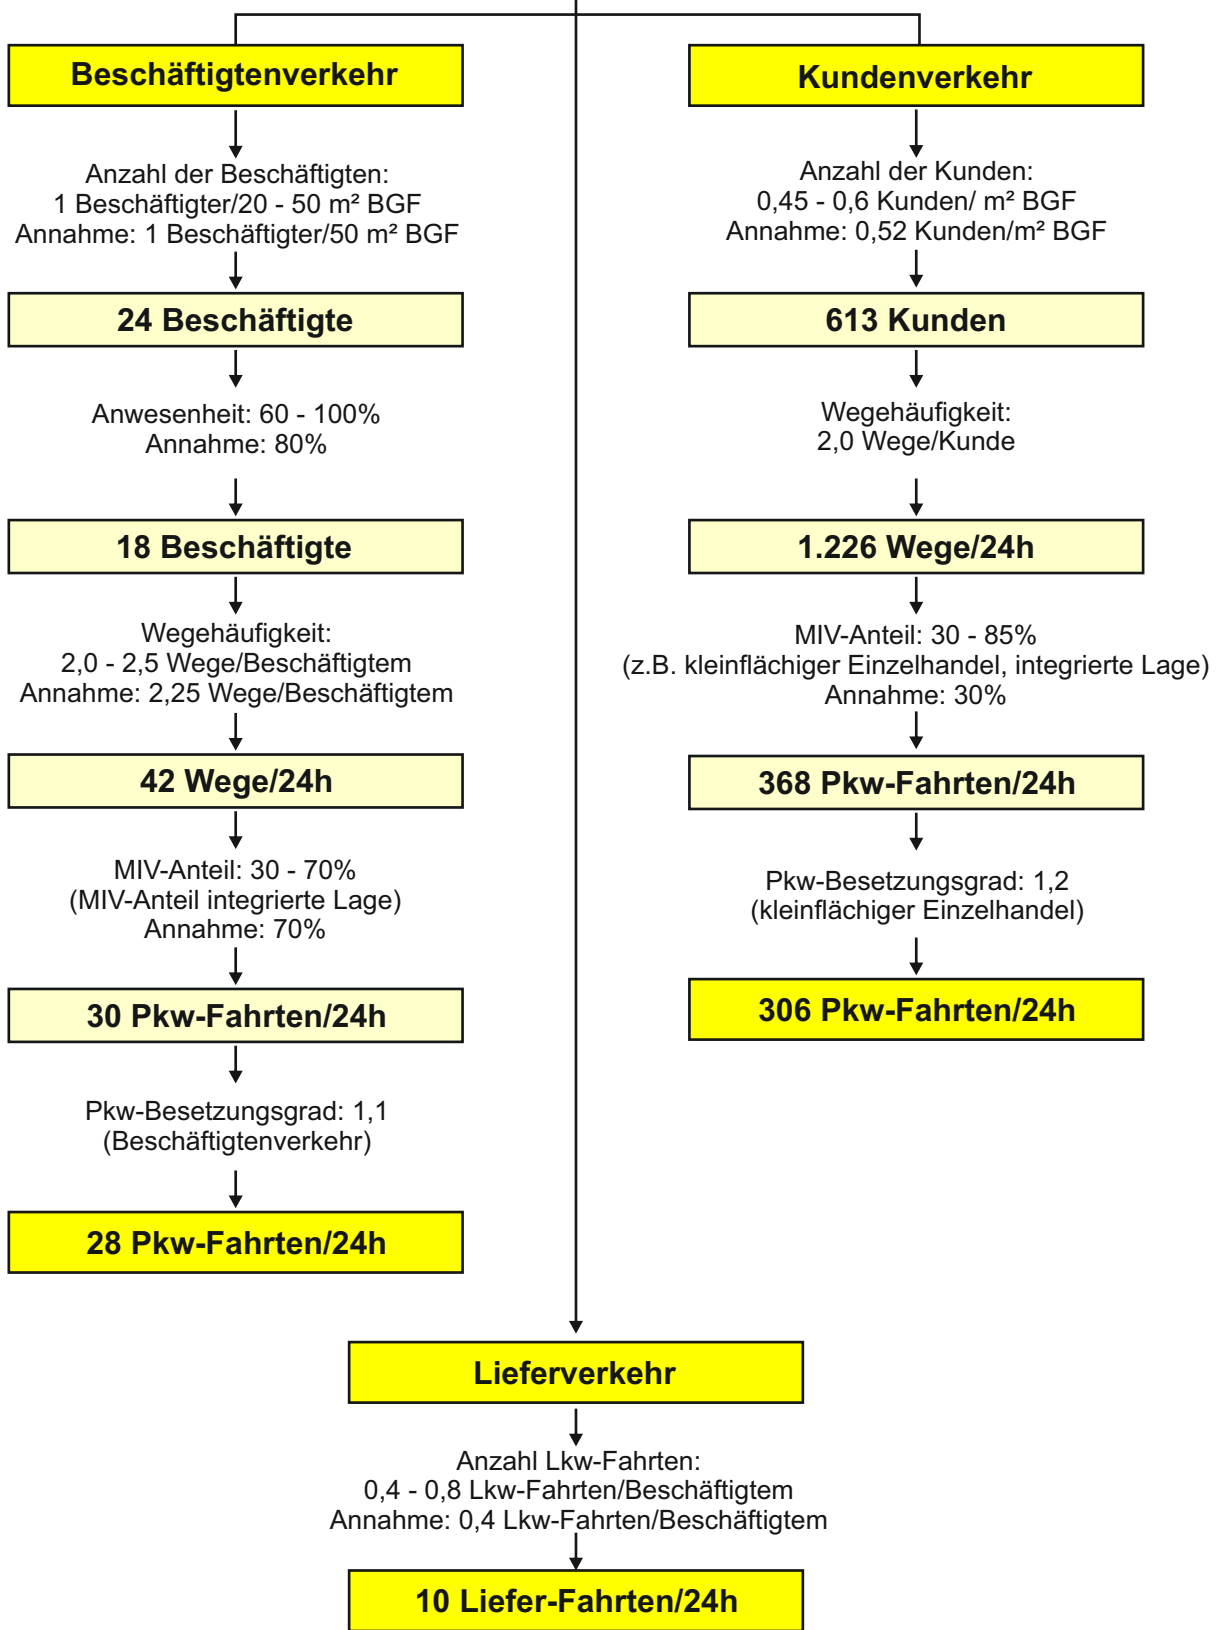 Beschäftigtenverkehr
Anzahl der Beschäftigten:
1 Beschäftigter/20 - 50 m² BGF
Annahme: 1 Beschäftigter/50 m² BGF
24 Beschäftigte
Anwesenheit: 60 - 100%
Annahme: 80%
18 Beschäftigte
Wegehäufigkeit:
2,0 - 2,5 Wege/Beschäftigtem
Annahme: 2,25 Wege/Beschäftigtem
42 Wege/24h
MIV-Anteil: 30 - 70%
(MIV-Anteil integrierte Lage)
Annahme: 70%
30 Pkw-Fahrten/24h
Pkw-Besetzungsgrad: 1,1
(Beschäftigtenverkehr)
28 Pkw-Fahrten/24h
Kundenverkehr
Anzahl der Kunden:
0,45 - 0,6 Kunden/ m² BGF
Annahme: 0,52 Kunden/m² BGF
613 Kunden
Wegehäufigkeit:
2,0 Wege/Kunde
1.226 Wege/24h
MIV-Anteil: 30 - 85%
(z.B. kleinflächiger Einzelhandel, integrierte Lage)
Annahme: 30%
368 Pkw-Fahrten/24h
Pkw-Besetzungsgrad: 1,2
(kleinflächiger Einzelhandel)
306 Pkw-Fahrten/24h
Lieferverkehr
Anzahl Lkw-Fahrten:
0,4 - 0,8 Lkw-Fahrten/Beschäftigtem
Annahme: 0,4 Lkw-Fahrten/Beschäftigtem
10 Liefer-Fahrten/24h